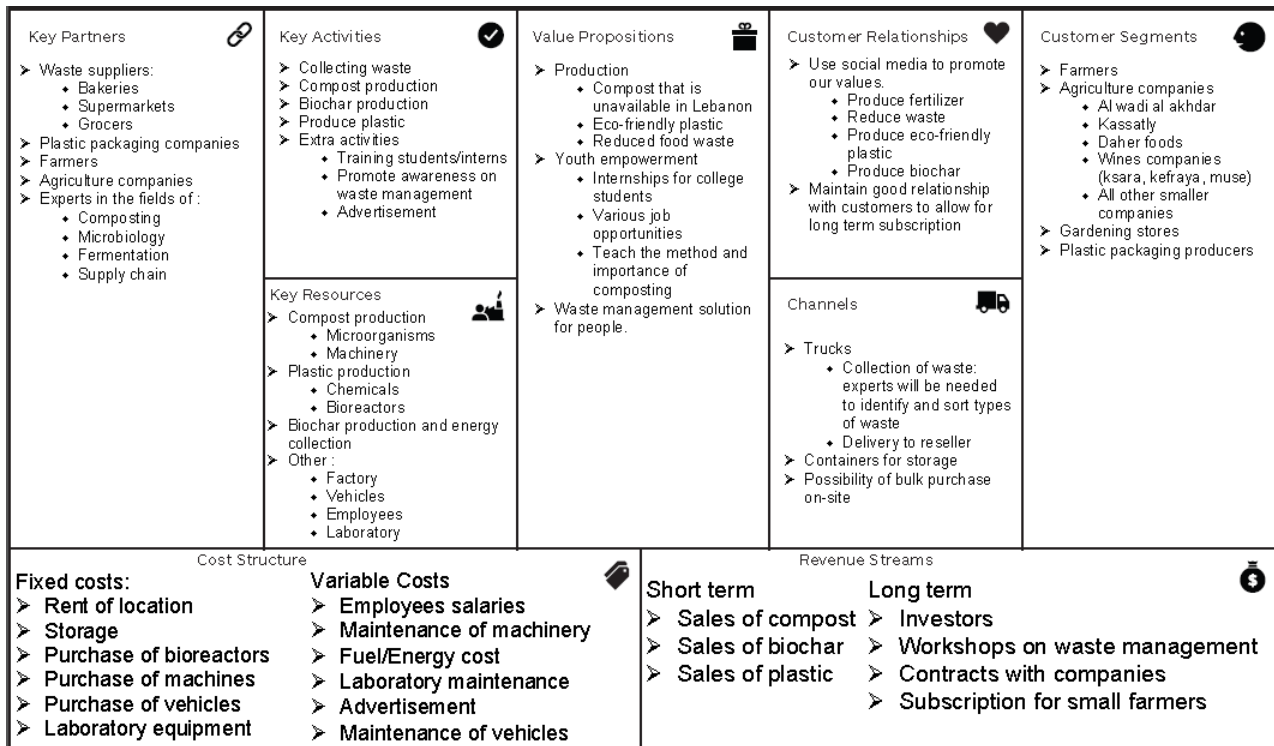 Key Partners
➢ Waste suppliers:
⬥ Bakeries
⬥ Supermarkets
⬥ Grocers
➢ Plastic packaging companies
➢ Farmers
➢ Agriculture companies
➢ Experts in the fields of :
⬥ Composting
⬥ Microbiology
⬥ Fermentation
⬥ Supply chain
Key Activities
➢ Collecting waste
➢ Compost production
➢ Biochar production
➢ Produce plastic
➢ Extra activities
⬥ Training students/interns
⬥ Promote awareness on
waste management
⬥ Advertisement
Key Resources
➢ Compost production
⬥ Microorganisms
⬥ Machinery
➢ Plastic production
⬥ Chemicals
⬥ Bioreactors
➢ Biochar production and energy
collection
➢ Other :
⬥ Factory
⬥ Vehicles
⬥ Employees
⬥ Laboratory
Value Propositions
➢ Production
⬥ Compost that is
unavailable in Lebanon
⬥ Eco-friendly plastic
⬥ Reduced food waste
➢ Youth empowerment
⬥ Internships for college
students
⬥ Various job
opportunities
⬥ Teach the method and
importance of
composting
➢ Waste management solution
for people.
Customer Relationships
➢ Use social media to promote
our values.
⬥ Produce fertilizer
⬥ Reduce waste
⬥ Produce eco-friendly
plastic
⬥ Produce biochar
➢ Maintain good relationship
with customers to allow for
long term subscription
Channels
➢ Trucks
⬥ Collection of waste:
experts will be needed
to identify and sort types
of waste
⬥ Delivery to reseller
➢ Containers for storage
➢ Possibility of bulk purchase
on-site
Customer Segments
➢ Farmers
➢ Agriculture companies
⬥ Al wadi al akhdar
⬥ Kassatly
⬥ Daher foods
⬥ Wines companies
(ksara, kefraya, muse)
⬥ All other smaller
companies
➢ Gardening stores
➢ Plastic packaging producers
Cost Structure
Fixed costs:
➢ Rent of location
➢ Storage
➢ Purchase of bioreactors
➢ Purchase of machines
➢ Purchase of vehicles
➢ Laboratory equipment
Variable Costs
➢ Employees salaries
➢ Maintenance of machinery
➢ Fuel/Energy cost
➢ Laboratory maintenance
➢ Advertisement
➢ Maintenance of vehicles
Revenue Streams
Short term
➢ Sales of compost
➢ Sales of biochar
➢ Sales of plastic
Long term
➢ Investors
➢ Workshops on waste management
➢ Contracts with companies
➢ Subscription for small farmers
$